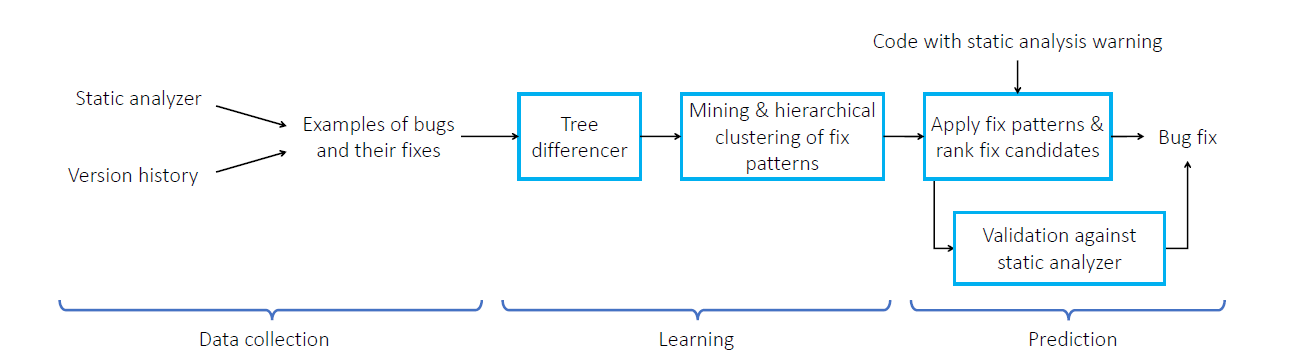 Code with static analysis warning
Static analyzer
Version history
Examples of bugs
and their fixes
Tree
differencer
Mining & hierarchical
clustering of fix
patterns
Apply fix patterns &
rank fix candidates
Bug fix
Validation against
static analyzer
Data collection
Learning
Prediction